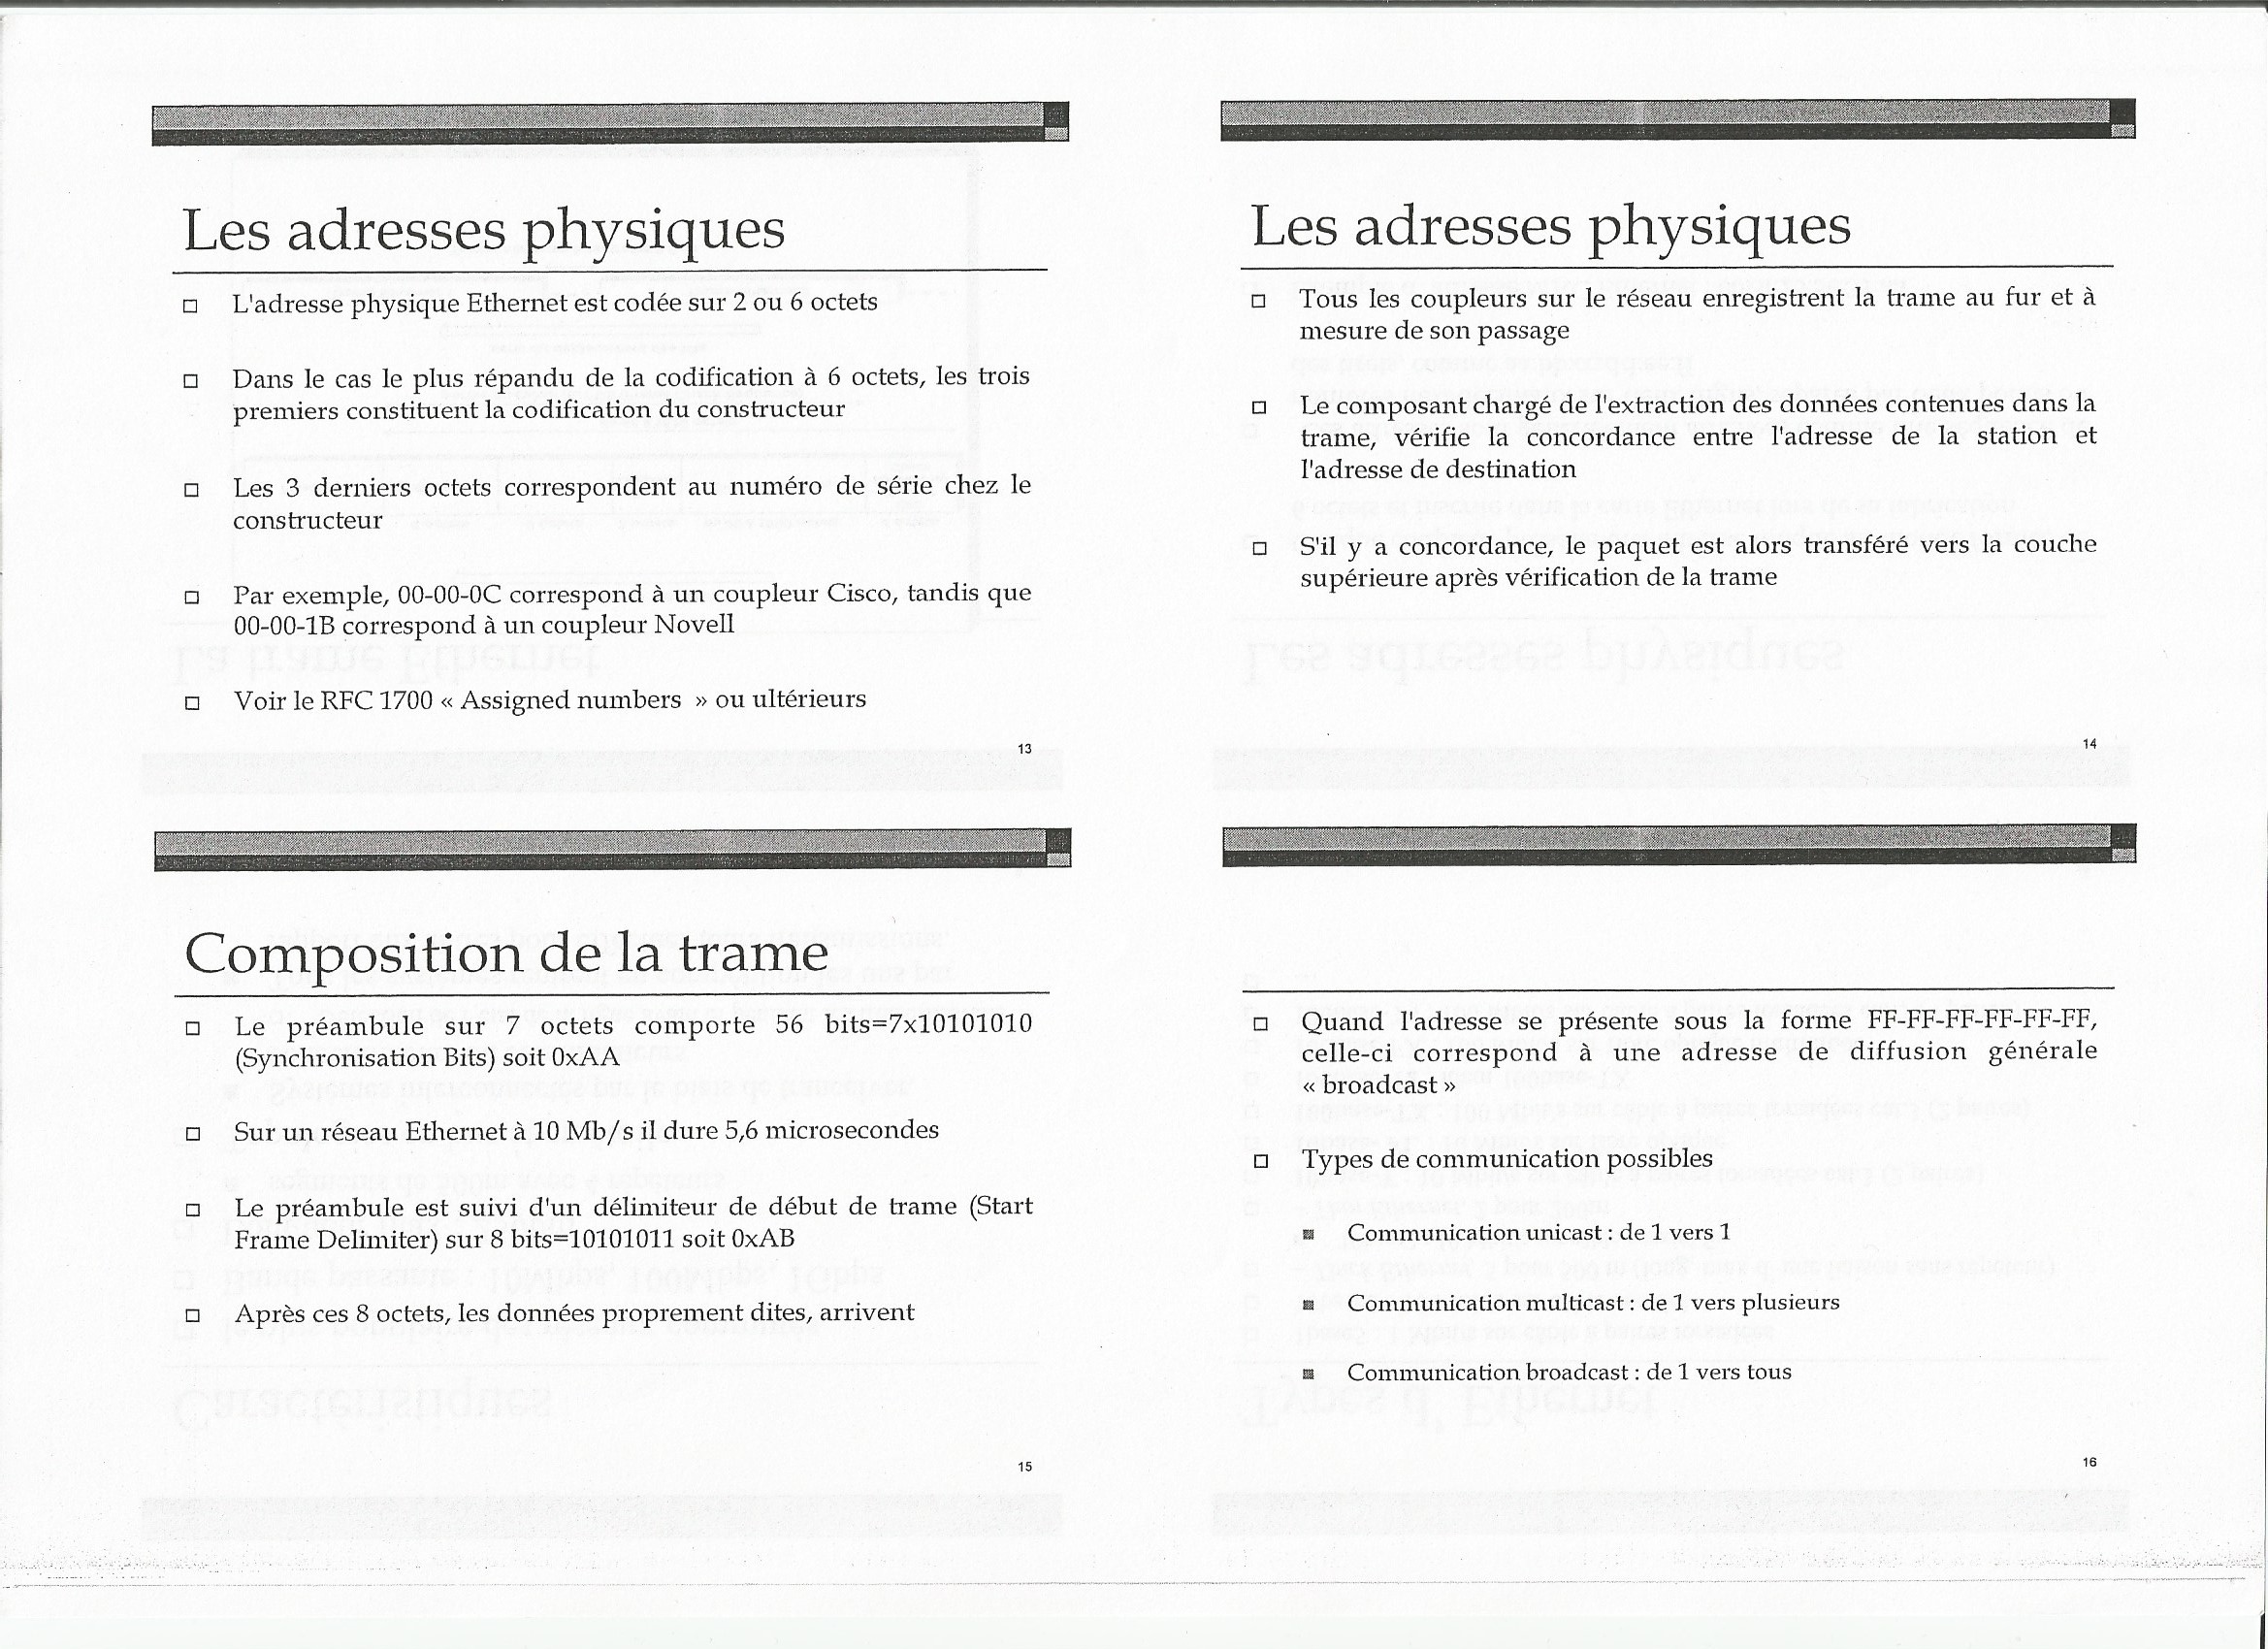 Les adresses physiques
L'adresse physique Ethernet est codée sur 2 ou 6 octets
Dans le cas le plus répandu de la codification à 6 octets, les trois
premiers constituent la codification du constructeur
Les 3 derniers octets correspondent au numéro de série chez le
constructeur
Par exemple, 00-00-0C correspond à un coupleur Cisco, tandis que
00-00-1B correspond à un coupleur Novell
Voir le RFC 1700 « Assigned numbers » ou ultérieurs
13
Les adresses physiques
Tous les coupleurs sur le réseau enregistrent la trame au fur et à
mesure de son passage
Le composant chargé de l'extraction des données contenues dans la
trame, vérifie la concordance entre l'adresse de la station et
l'adresse de destination
S'il y a concordance, le paquet est alors transféré vers la couche
supérieure après vérification de la trame
14
Composition de la trame
Le préambule sur 7 octets comporte 56 bits=7x10101010
(Synchronisation Bits) soit 0xAA
Sur un réseau Ethernet à 10 Mb/s il dure 5,6 microsecondes
Le préambule est suivi d'un délimiteur de début de trame (Start
Frame Delimiter) sur 8 bits=10101011 soit 0xAB
Après ces 8 octets, les données proprement dites, arrivent
15
Quand l'adresse se présente sous la forme FF-FF-FF-FF-FF-FF,
celle-ci correspond à une adresse de diffusion générale
« broadcast »
Types de communication possibles
Communication unicast : de 1 vers 1
Communication multicast : de 1 vers plusieurs
Communication broadcast : de 1 vers tous
16